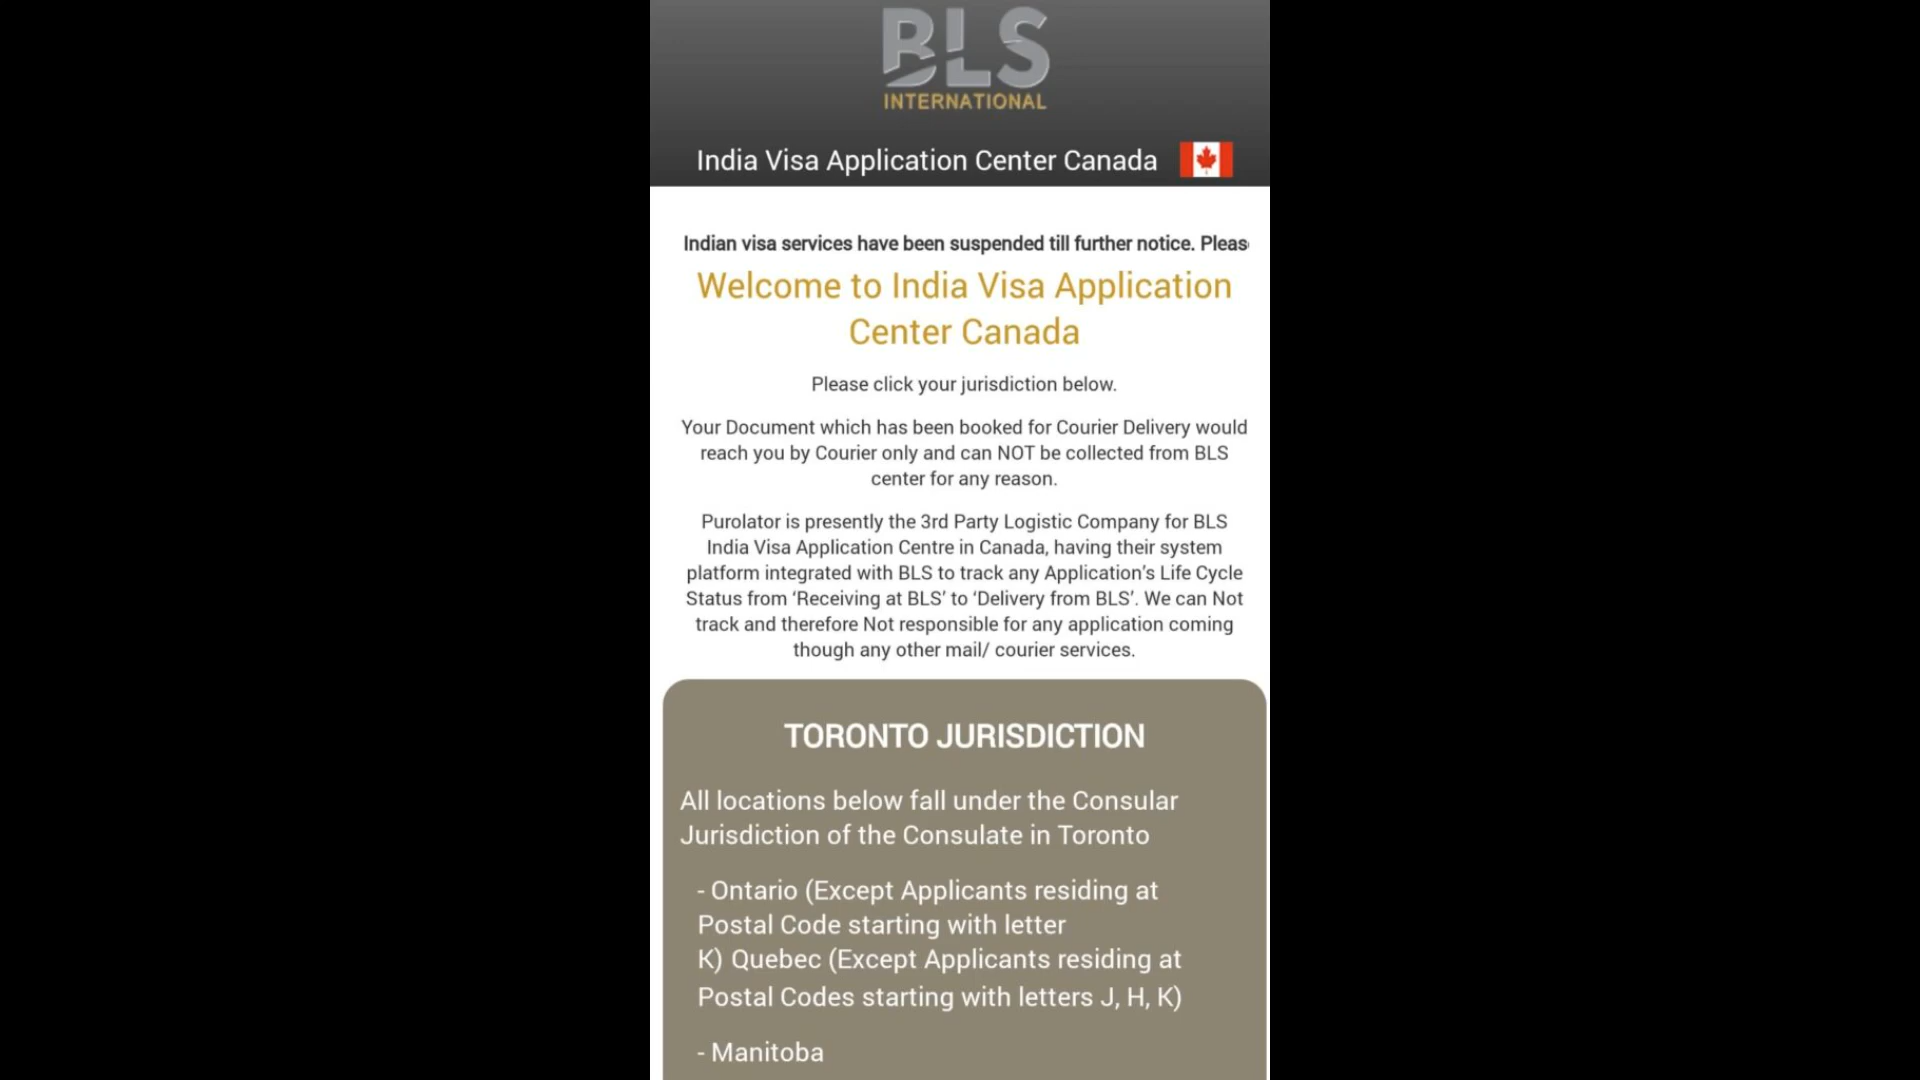 BLS
INTERNATIONAL
India Visa Application Center Canada
Indian visa services have been suspended till further notice. Pleas
Welcome to India Visa Application
Center Canada
Please click your jurisdiction below.
Your Document which has been booked for Courier Delivery would
reach you by Courier only and can NOT be collected from BLS
center for any reason.
Purolator is presently the 3rd Party Logistic Company for BLS
India Visa Application Centre in Canada, having their system
platform integrated with BLS to track any Application's Life Cycle
Status from ‘Receiving at BLS’ to ‘Delivery from BLS’. We can Not
track and therefore Not responsible for any application coming
though any other mail/ courier services.
TORONTO JURISDICTION
All locations below fall under the Consular
Jurisdiction of the Consulate in Toronto
- Ontario (Except Applicants residing at
Postal Code starting with letter
K) Quebec (Except Applicants residing at
Postal Codes starting with letters J, H, K)
- Manitoba